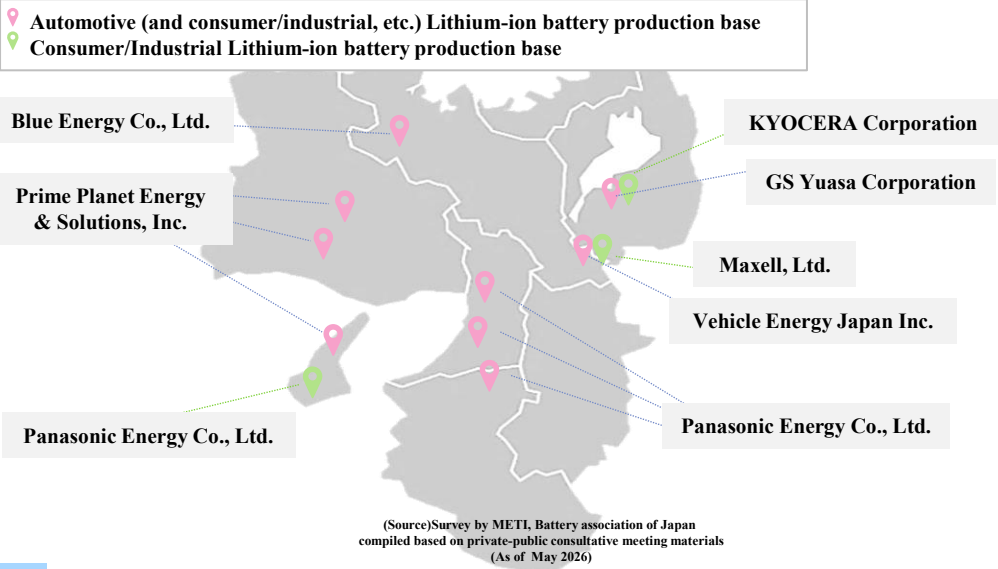 Automotive (and consumer/industrial, etc.) Lithium-ion battery production base
Consumer/Industrial Lithium-ion battery production base
Blue Energy Co., Ltd.
KYOCERA Corporation
GS Yuasa Corporation
Prime Planet Energy
& Solutions, Inc.
Maxell, Ltd.
Vehicle Energy Japan Inc.
Panasonic Energy Co., Ltd.
Panasonic Energy Co., Ltd.
(Source)Survey by METI, Battery association of Japan
compiled based on private-public consultative meeting materials
(As of May 2026)